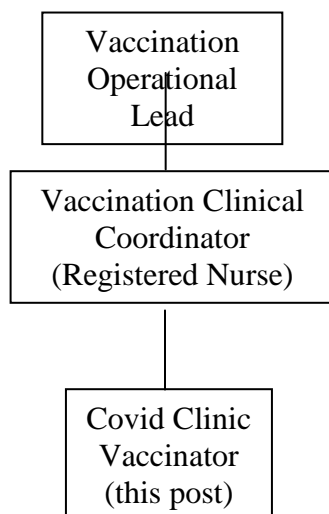 Vaccination
Operational
Lead
Vaccination Clinical
Coordinator
(Registered Nurse)
Covid Clinic
Vaccinator
(this post)